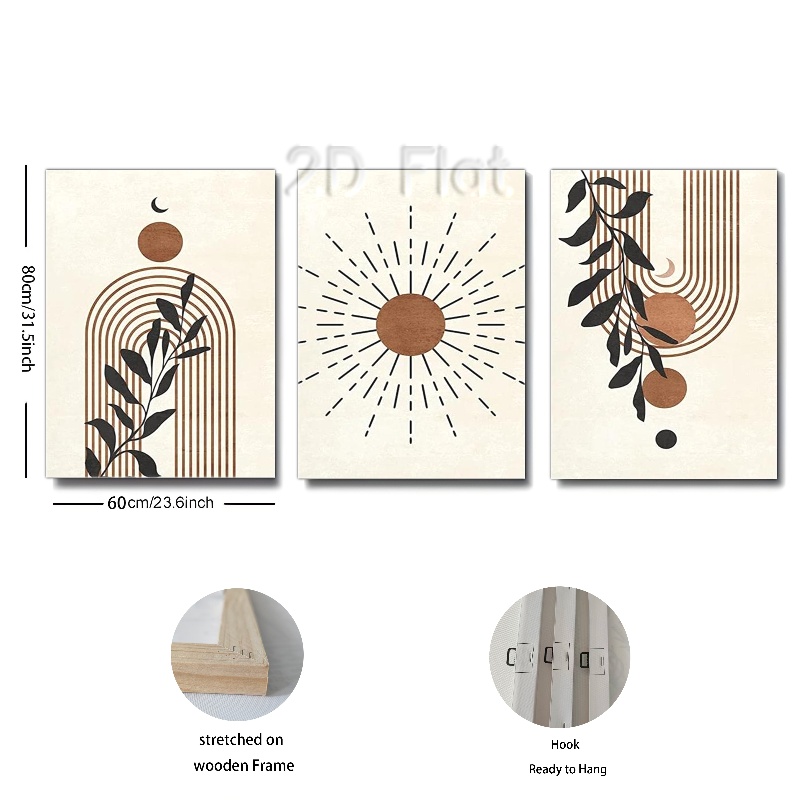 2D Flat
80cm/31.5inch
60cm/23.6inch
stretched on
wooden Frame
Hook
Ready to Hang